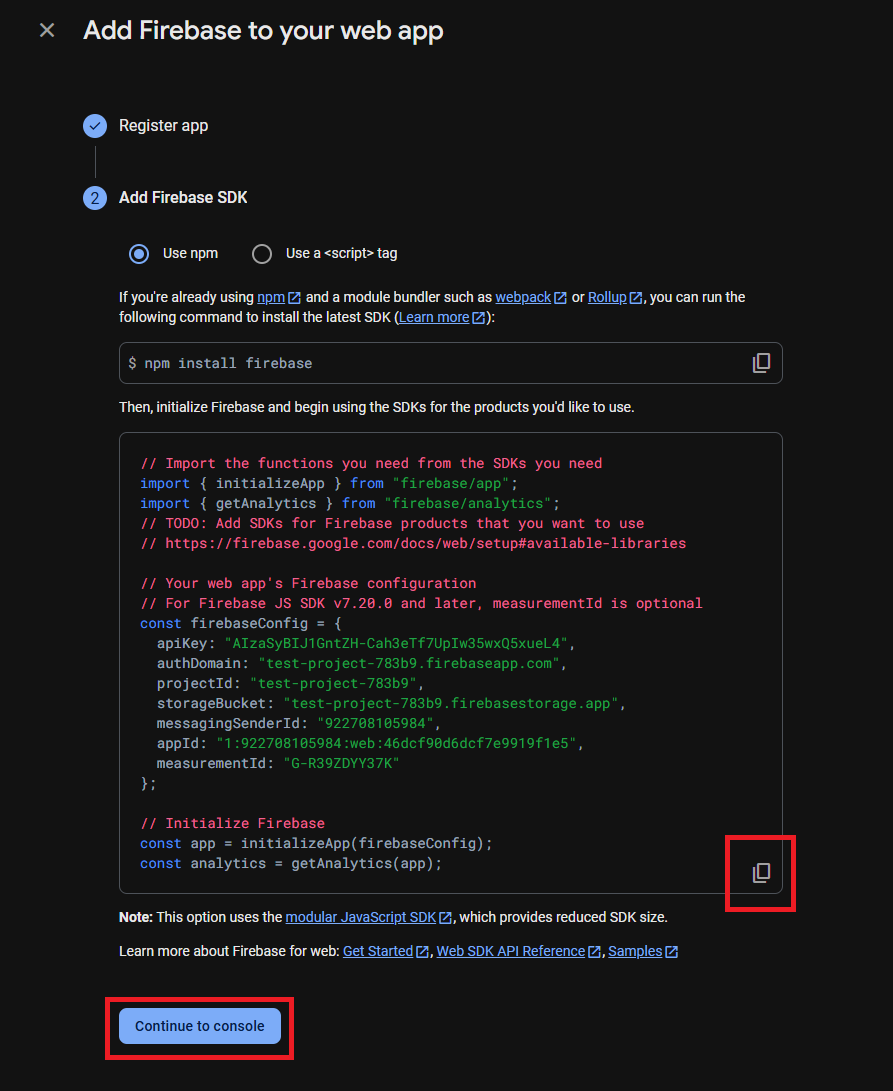 Add Firebase to your web app
Register app
2 Add Firebase SDK
Use npm Use a <script> tag
If you're already using npm and a module bundler such as webpack or Rollup, you can run the
following command to install the latest SDK (Learn more):
$ npm install firebase
Then, initialize Firebase and begin using the SDKs for the products you'd like to use.
// Import the functions you need from the SDKs you need
import { initializeApp } from "firebase/app";
import { getAnalytics } from "firebase/analytics";
// TODO: Add SDKs for Firebase products that you want to use
// https://firebase.google.com/docs/web/setup#available-libraries
// Your web app's Firebase configuration
// For Firebase JS SDK v7.20.0 and later, measurementId is optional
const firebaseConfig = {
apiKey: "AIzaSyBIJ1GntZH-Cah3eTf7UpIw35wxQ5xueL4",
authDomain: "test-project-783b9.firebaseapp.com",
projectId: "test-project-783b9",
storageBucket: "test-project-783b9.firebasestorage.app",
messagingSenderId: "922708105984",
appId: "1:922708105984:web:46dcf90d6dcf7e9919f1e5",
measurementId: "G-R39ZDYY37K"
};
// Initialize Firebase
const app = initializeApp(firebaseConfig);
const analytics = getAnalytics(app);
Note: This option uses the modular JavaScript SDK, which provides reduced SDK size.
Learn more about Firebase for web: Get Started, Web SDK API Reference, Samples
Continue to console